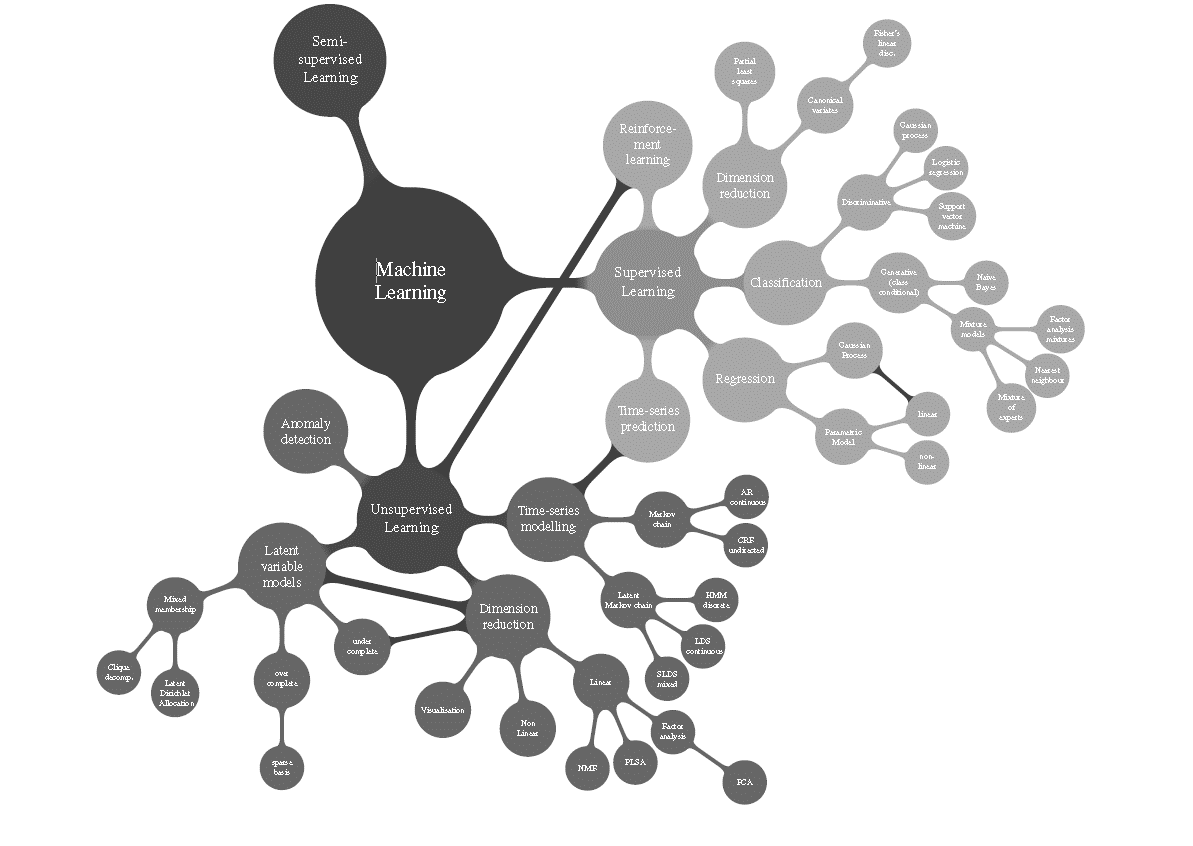 Semi-
supervised
Learning
Machine
Learning
Reinforce-
ment
learning
Partial
least
squares
Fisher's
linear
disc.
Canonical
variates
Dimension
reduction
Gaussian
process
Logistic
regression
Discriminative
Support
vector
machine
Supervised
Learning
Classification
Generative
(class
conditional)
Naive
Bayes
Mixture
models
Factor
analysis
mixtures
Nearest
neighbour
Mixture
of
experts
Regression
Gaussian
Process
linear
Parametric
Model
non-
linear
Time-series
prediction
Anomaly
detection
Unsupervised
Learning
Time-series
modelling
Markov
chain
AR
continuous
CRF
undirected
Latent
Markov chain
HMM
discrete
LDS
continuous
SLDS
mixed
Latent
variable
models
Mixed
membership
Clique
decomp.
Latent
Dirichlet
Allocation
over
complete
sparse
basis
under
complete
Dimension
reduction
Visualisation
Non
Linear
Linear
NMF
PLSA
Factor
analysis
PCA